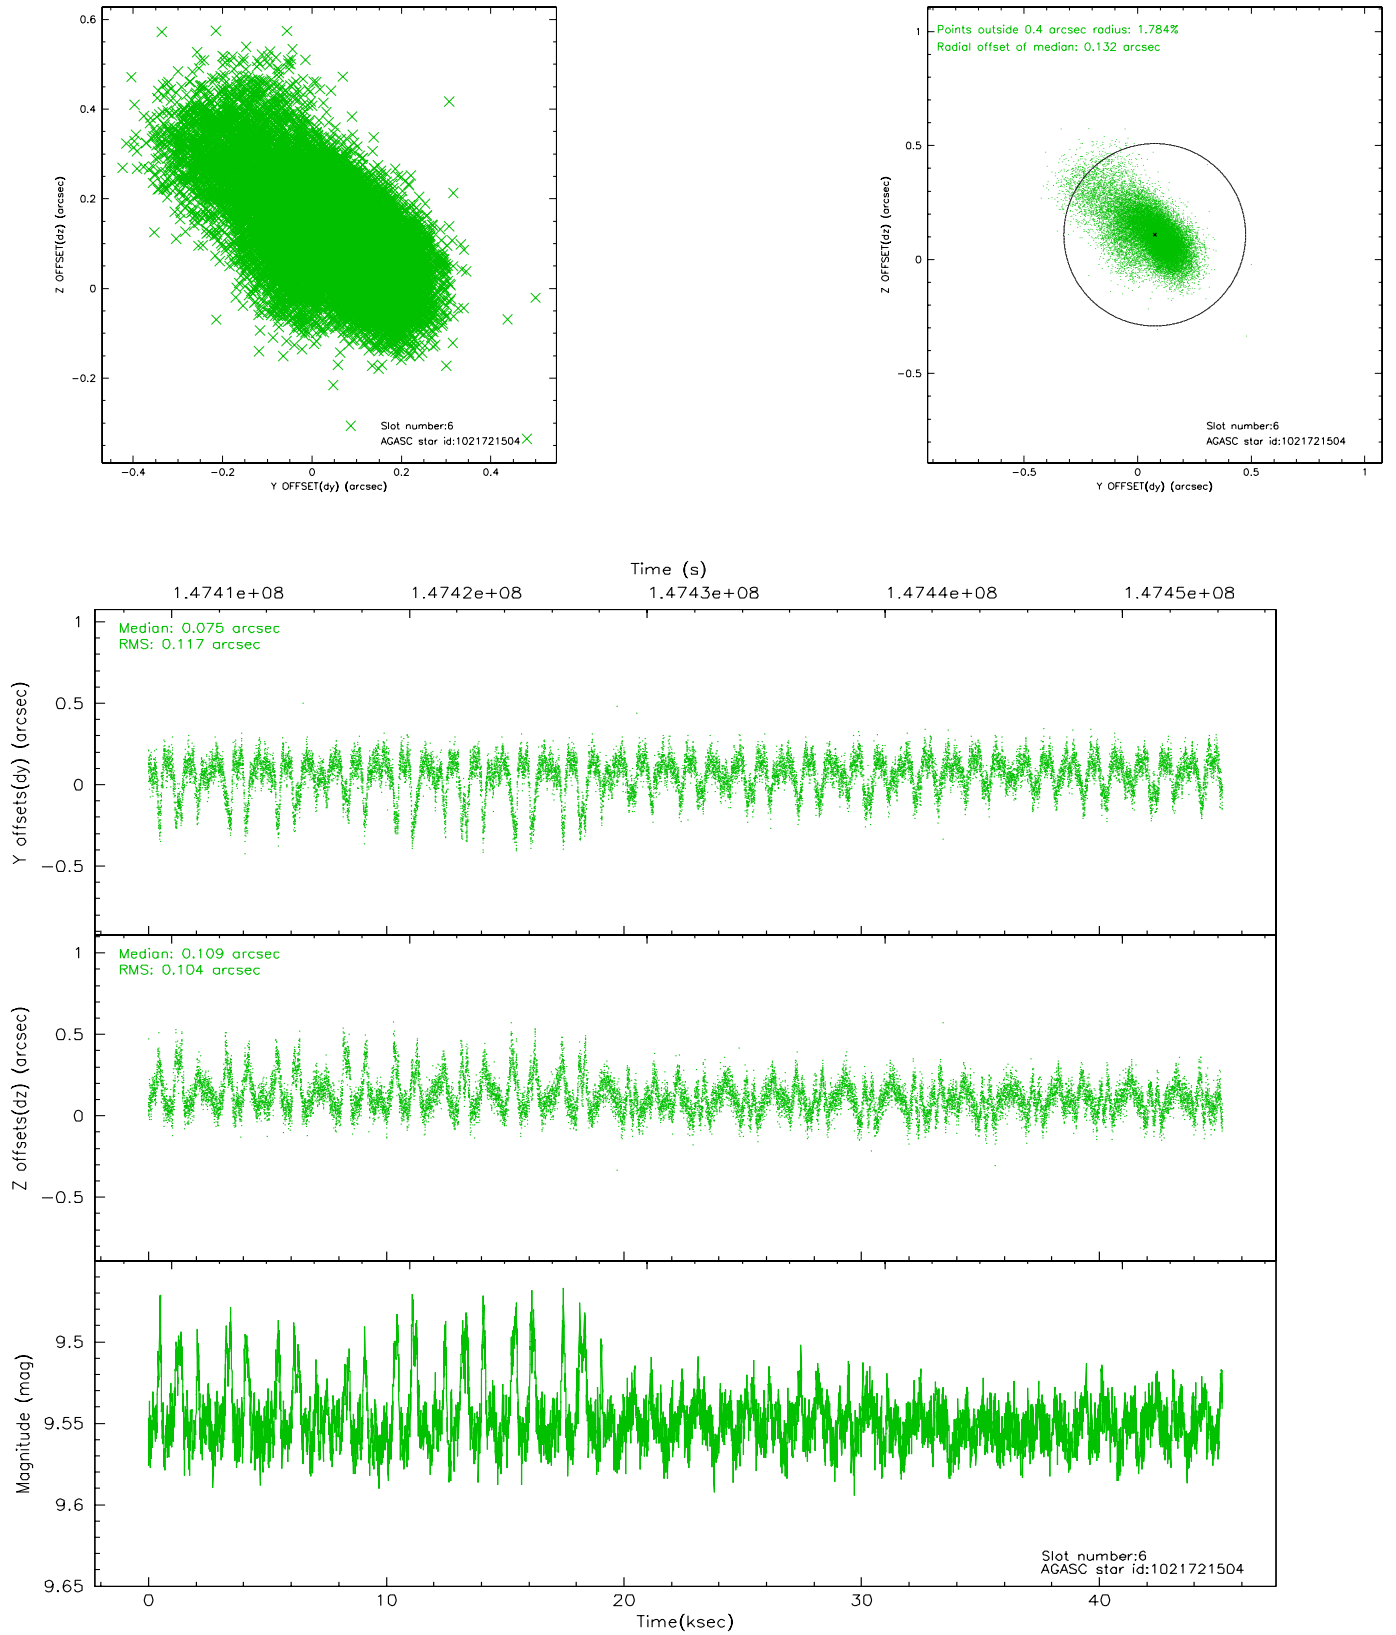 0.6
0.4
0.2
0
−0.2
Z OFFSET(dz) (arcsec)
Slot number:6
AGASC star id:1021721504
−0.4 −0.2 0 0.2 0.4
Y OFFSET(dy) (arcsec)
Points outside 0.4 arcsec radius: 1.784%
Radial offset of median: 0.132 arcsec
1
0.5
0
−0.5
Z OFFSET(dz) (arcsec)
Slot number:6
AGASC star id:1021721504
−0.5 0 0.5 1
Y OFFSET(dy) (arcsec)
Time (s)
1.4741e+08 1.4742e+08 1.4743e+08 1.4744e+08 1.4745e+08
Median: 0.075 arcsec
RMS: 0.117 arcsec
1
0.5
0
−0.5
Y offsets(dy) (arcsec)
Median: 0.109 arcsec
RMS: 0.104 arcsec
1
0.5
0
−0.5
Z offsets(dz) (arcsec)
9.5
9.55
9.6
9.65
Magnitude (mag)
Slot number:6
AGASC star id:1021721504
0 10 20 30 40
Time(ksec)